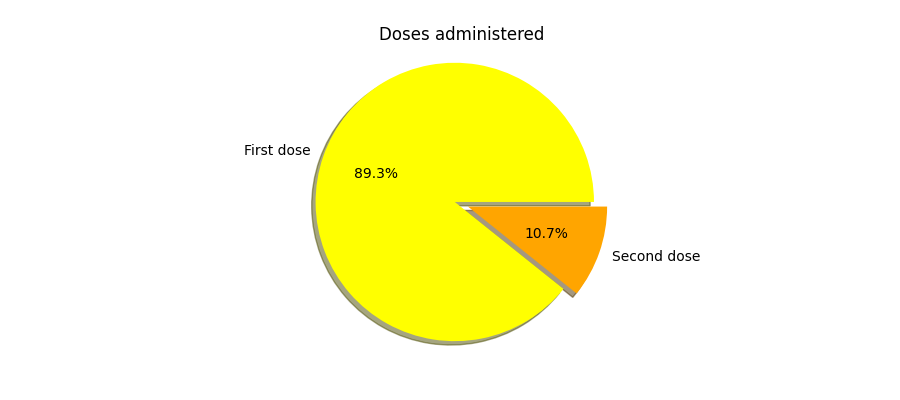 Doses administered
First dose
89.3%
10.7%
Second dose